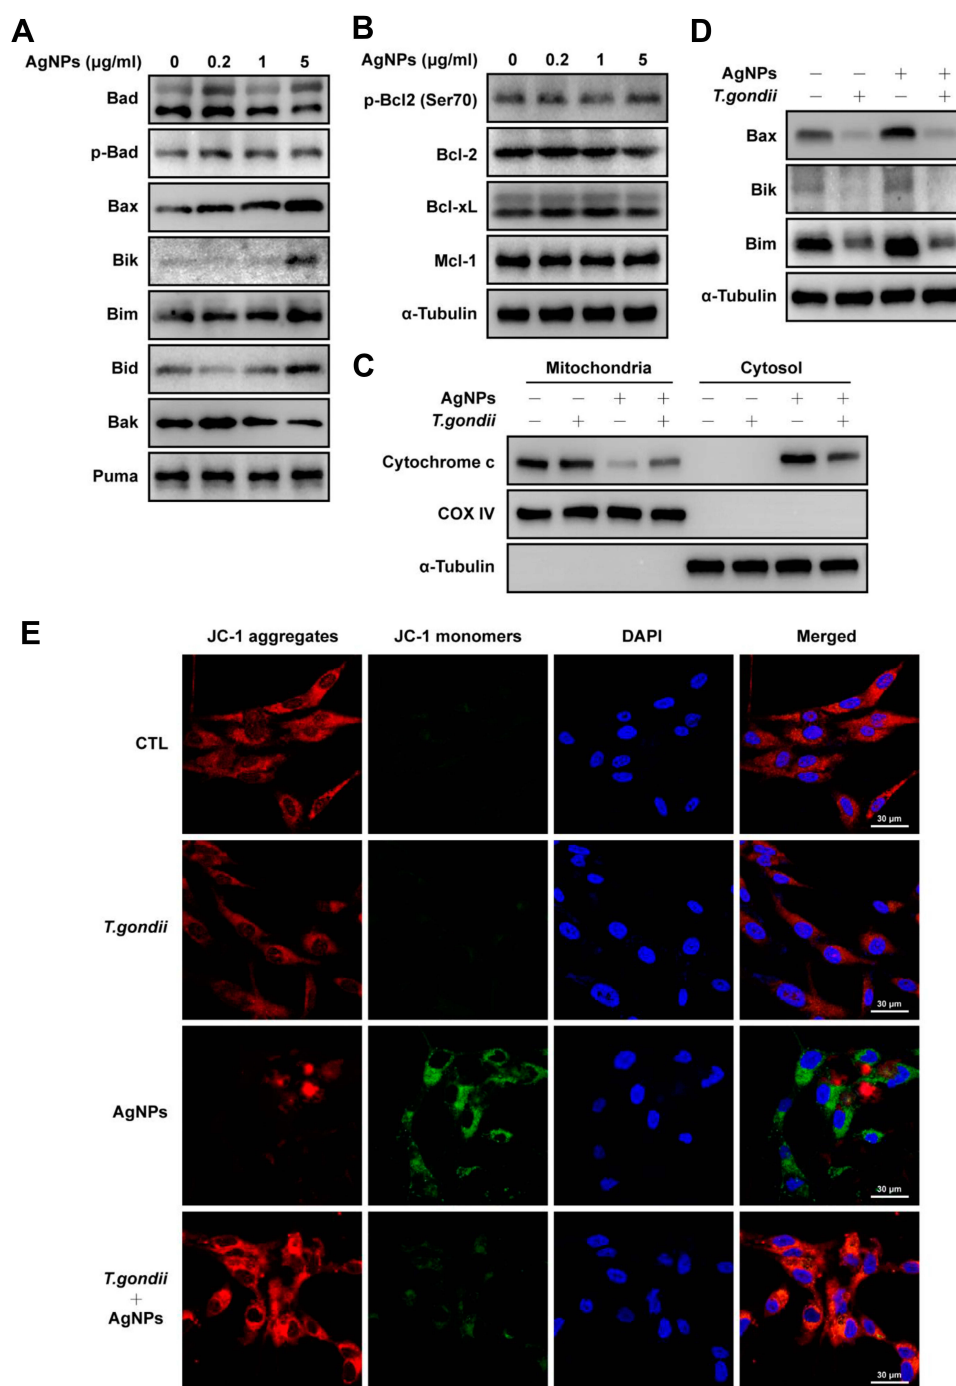 A
AgNPs (μg/ml) 0 0.2 1 5
Bad
p-Bad
Bax
Bik
Bim
Bid
Bak
Puma
B
AgNPs (μg/ml) 0 0.2 1 5
p-Bcl2 (Ser70)
Bcl-2
Bcl-xL
Mcl-1
α-Tubulin
C
Mitochondria Cytosol
AgNPs − − + + − − + +
T.gondii − + − + − + − +
Cytochrome c
COX IV
α-Tubulin
D
AgNPs − − + +
T.gondii − + − +
Bax
Bik
Bim
α-Tubulin
E
JC-1 aggregates JC-1 monomers DAPI Merged
CTL
30 μm
T.gondii
30 μm
AgNPs
30 μm
T.gondii
+
AgNPs
30 μm